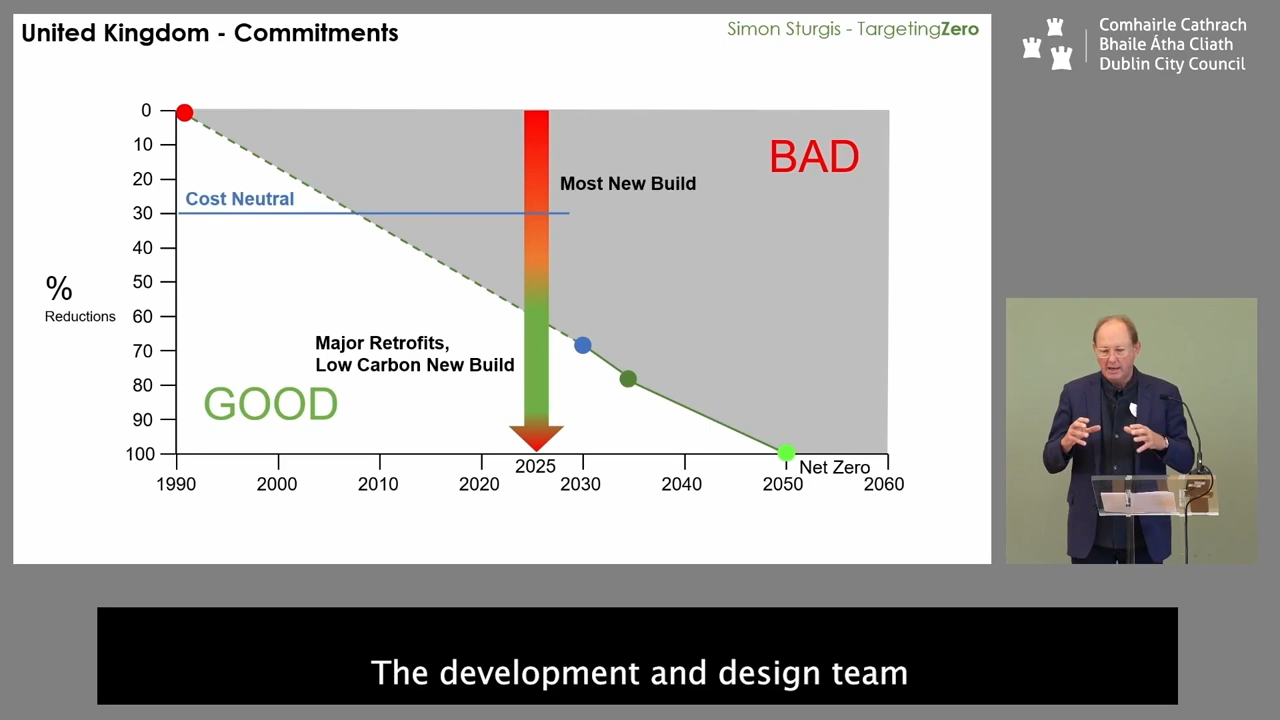 United Kingdom - Commitments
Simon Sturgis - TargetingZero
Comhairle Cathrach
Bhaile Átha Cliath
Dublin City Council
0
10
20
30
40
50
60
70
80
90
100
%
Reductions
Cost Neutral
Most New Build
BAD
Major Retrofits,
Low Carbon New Build
GOOD
2025
Net Zero
1990
2000
2010
2020
2030
2040
2050
2060
The development and design team